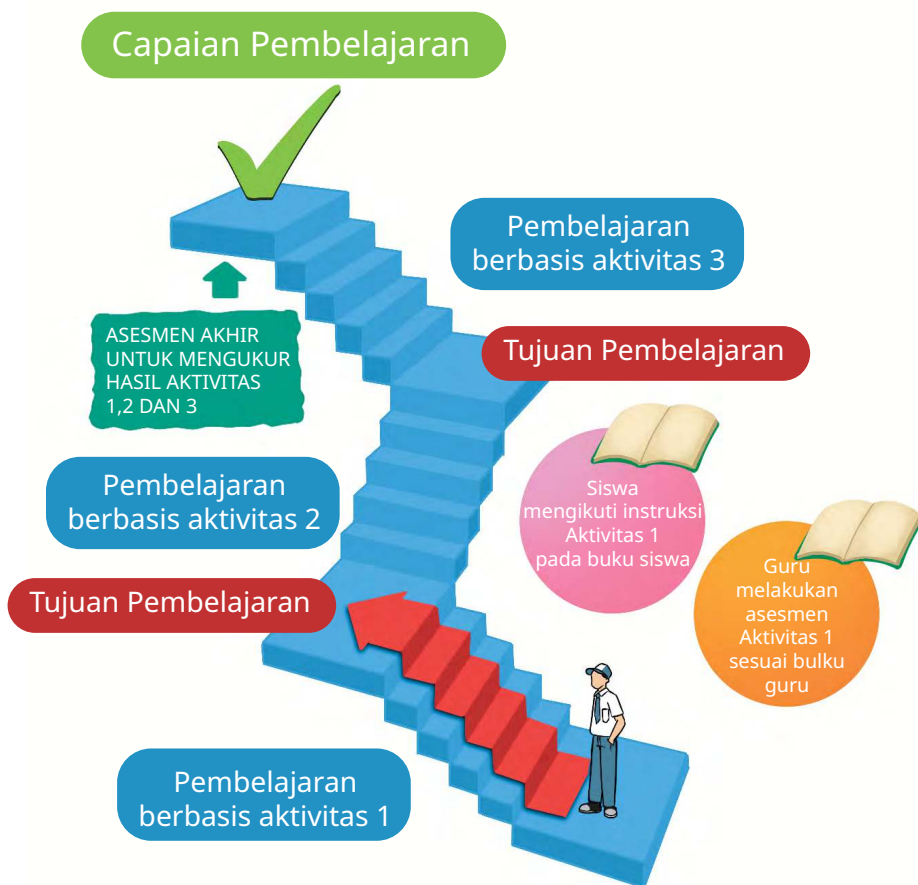 Capaian Pembelajaran
Pembelajaran
berbasis aktivitas 3
ASESMEN AKHIR
UNTUK MENGUKUR
HASIL AKTIVITAS
1,2 DAN 3
Tujuan Pembelajaran
Siswa
mengikuti instruksi
Aktivitas 1
pada buku siswa
Pembelajaran
berbasis aktivitas 2
Guru
melakukan
asesmen
Aktivitas 1
sesuai bulku
guru
Tujuan Pembelajaran
Pembelajaran
berbasis aktivitas 1